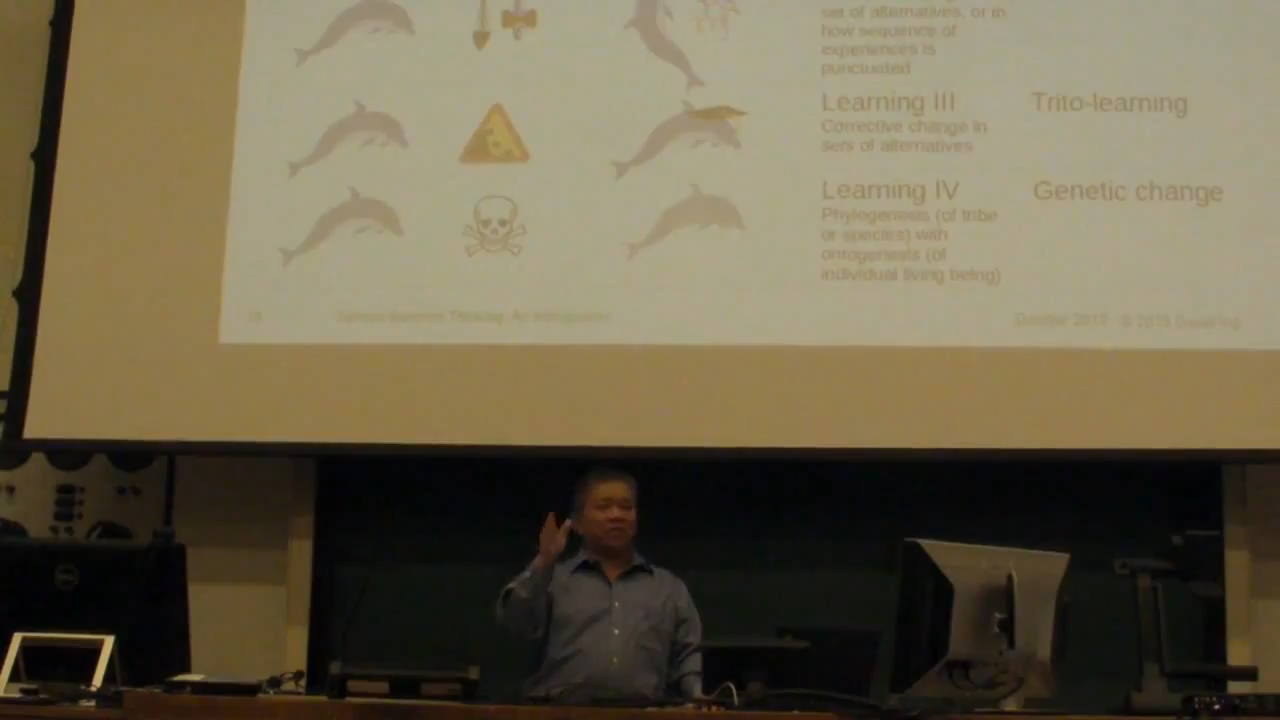 set of alternatives, or in
how sequence of
experiences is
punctuated
Learning III
Trito-learning
Corrective change in
sets of alternatives
Learning IV
Genetic change
Phylogenesis (of tribe
or species) with
ontogenesis (of
individual living being)
DELL